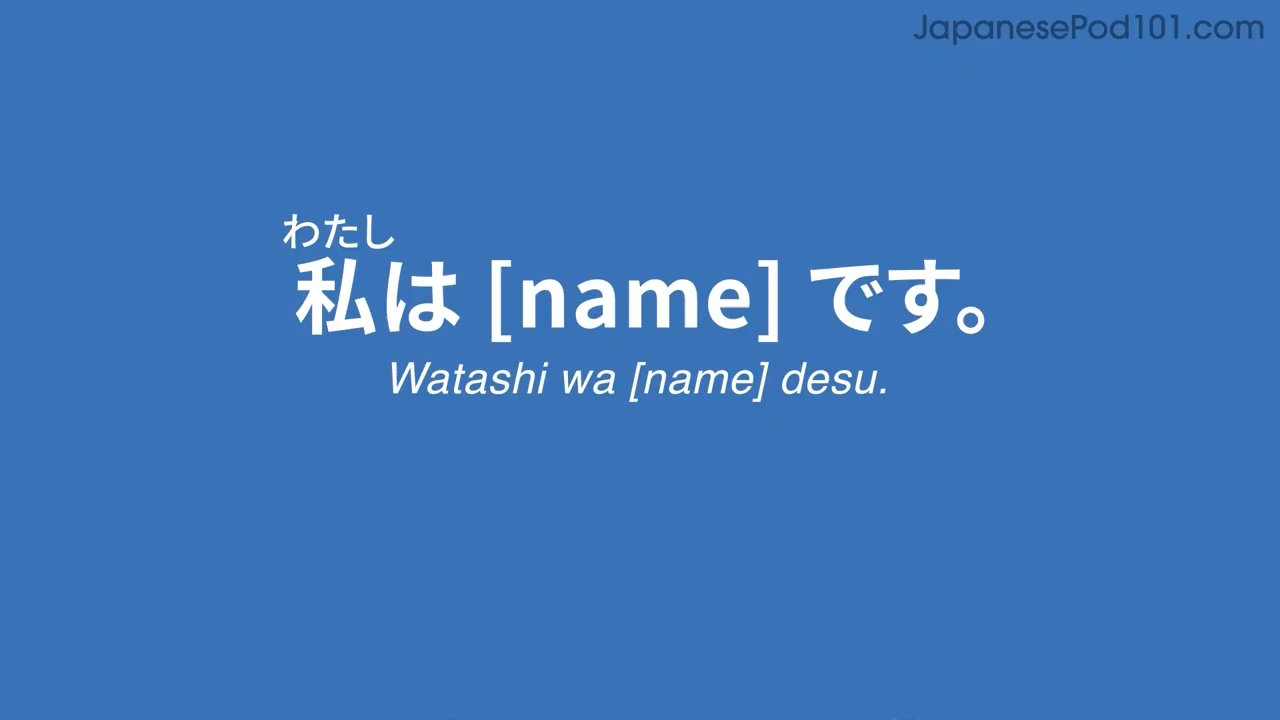 JapanesePod101.com
わたし
私は [name] です。
Watashi wa [name] desu.